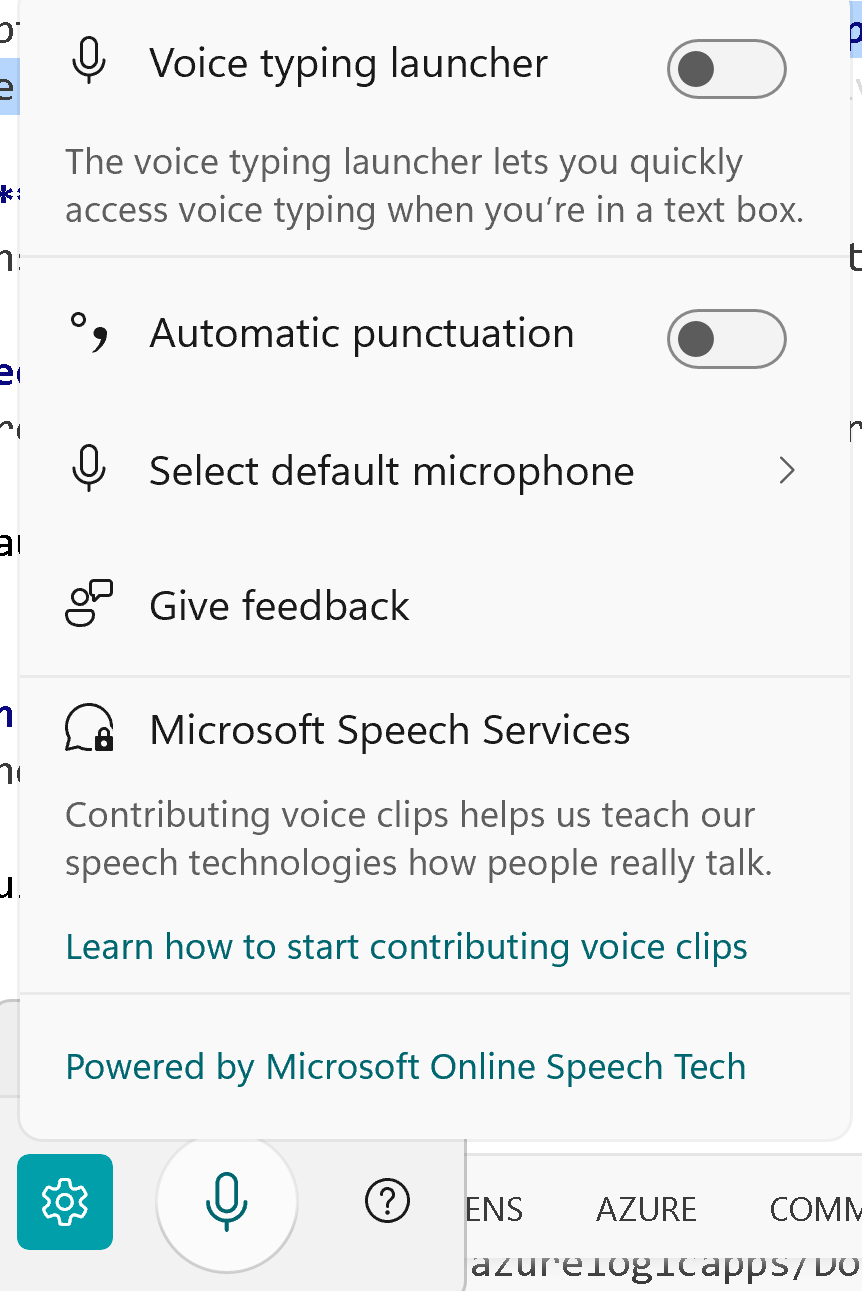 Voice typing launcher
The voice typing launcher lets you quickly
access voice typing when you’re in a text box.
Automatic punctuation
Select default microphone
Give feedback
Microsoft Speech Services
Contributing voice clips helps us teach our
speech technologies how people really talk.
Learn how to start contributing voice clips
Powered by Microsoft Online Speech Tech
ENS AZURE COMM
azurelogicapps/Do